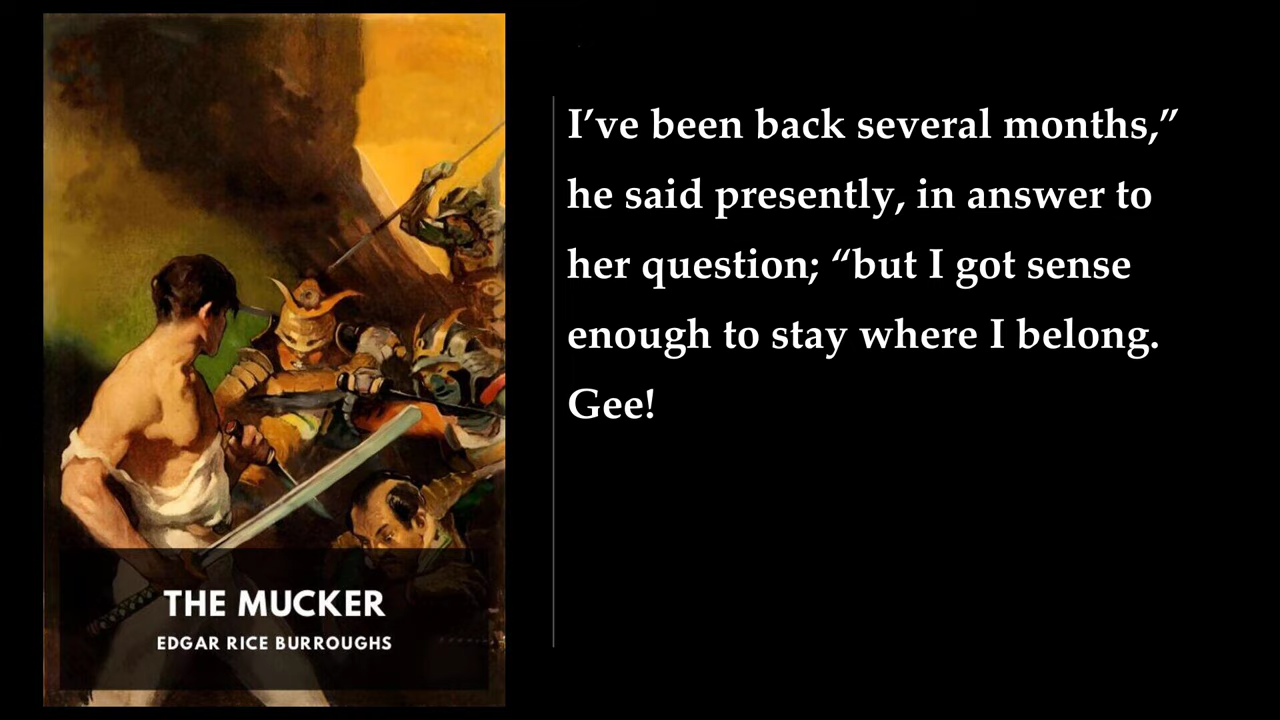 THE MUCKER
EDGAR RICE BURROUGHS
I’ve been back several months,”
he said presently, in answer to
her question; “but I got sense
enough to stay where I belong.
Gee!